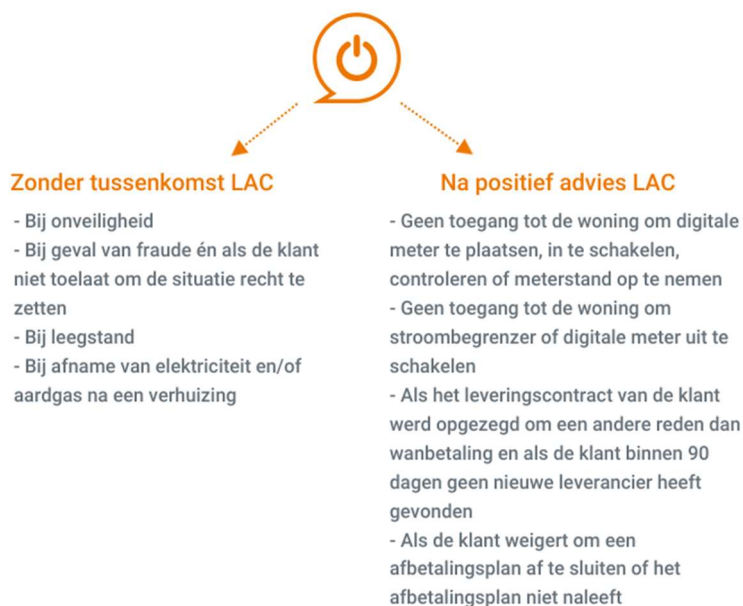 Zonder tussenkomst LAC
- Bij onveiligheid
- Bij geval van fraude én als de klant
niet toelaat om de situatie recht te
zetten
- Bij leegstand
- Bij afname van elektriciteit en/of
aardgas na een verhuizing
Na positief advies LAC
- Geen toegang tot de woning om digitale
meter te plaatsen, in te schakelen,
controleren of meterstand op te nemen
- Geen toegang tot de woning om
stroombegrenzer of digitale meter uit te
schakelen
- Als het leveringscontract van de klant
werd opgezegd om een andere reden dan
wanbetaling en als de klant binnen 90
dagen geen nieuwe leverancier heeft
gevonden
- Als de klant weigert om een
afbetalingsplan af te sluiten of het
afbetalingsplan niet naleeft